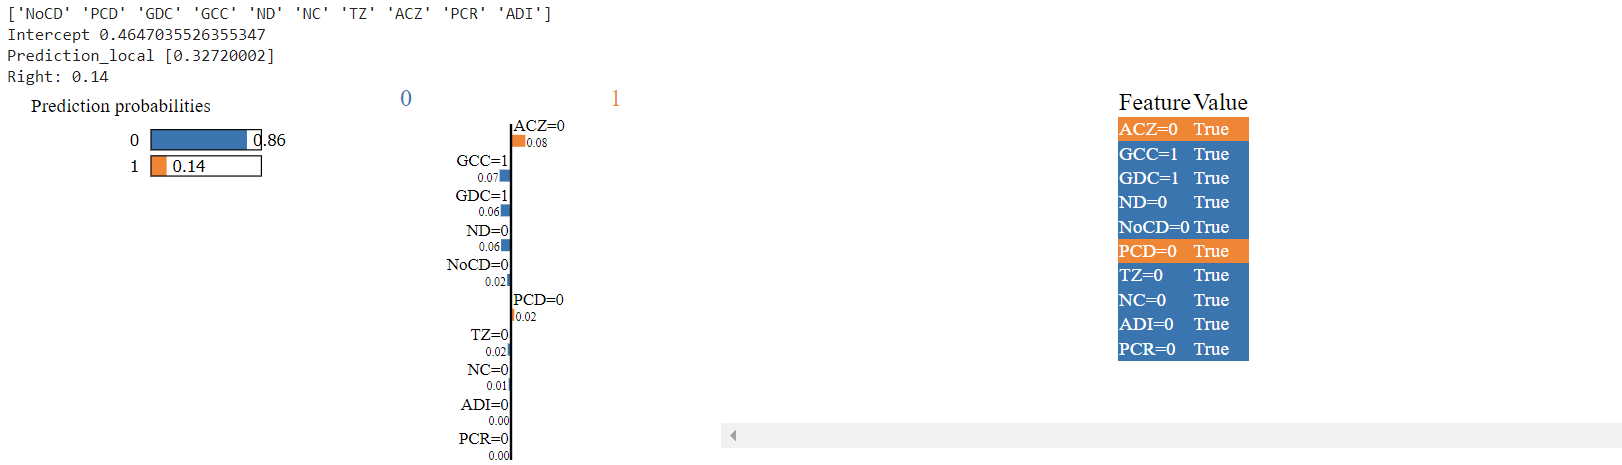 ['NoCD' 'PCD' 'GDC' 'GCC' 'ND' 'NC' 'TZ' 'ACZ' 'PCR' 'ADI']
Intercept 0.4647035526355347
Prediction_local [0.32720002]
Right: 0.14
Prediction probabilities
0 0.86
1 0.14
0 1
ACZ=0
0.08
GCC=1
0.07
GDC=1
0.06
ND=0
0.06
NoCD=0
0.02
PCD=0
0.02
TZ=0
0.02
NC=0
0.01
ADI=0
0.00
PCR=0
0.00
Feature Value
ACZ=0 True
GCC=1 True
GDC=1 True
ND=0 True
NoCD=0 True
PCD=0 True
TZ=0 True
NC=0 True
ADI=0 True
PCR=0 True